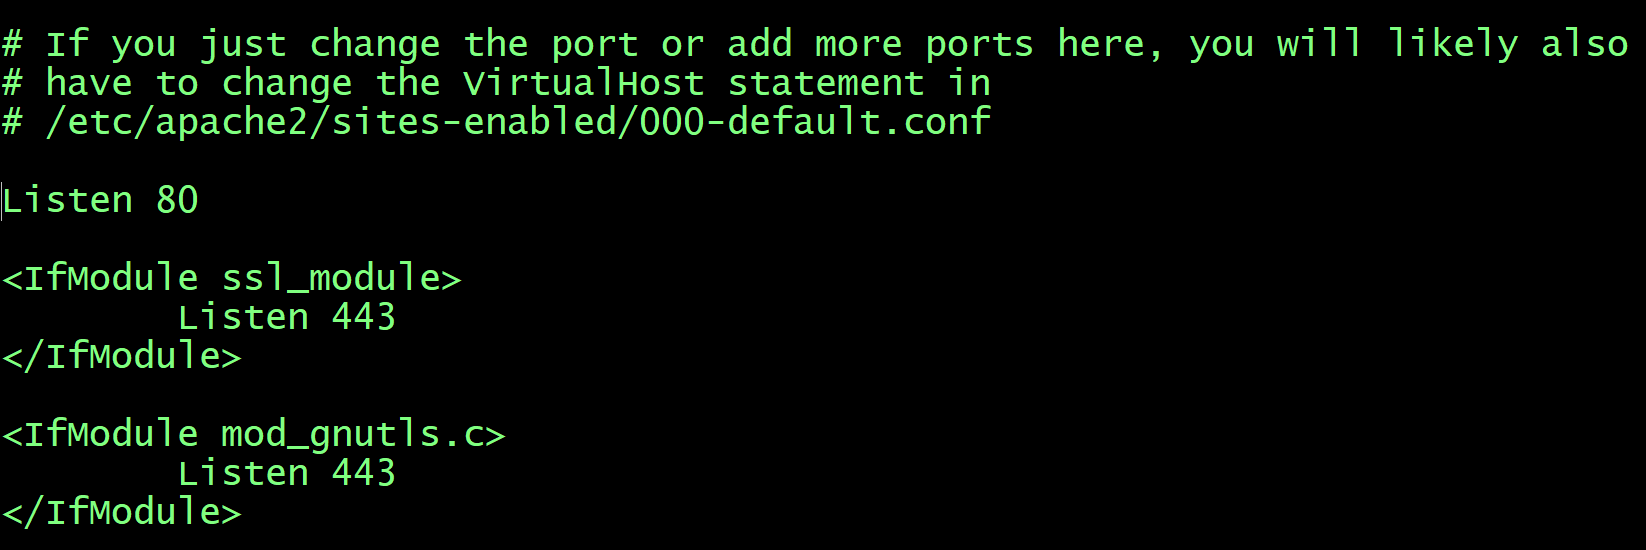 # If you just change the port or add more ports here, you will likely also
# have to change the VirtualHost statement in
# /etc/apache2/sites-enabled/000-default.conf
Listen 80
<IfModule ssl_module>
Listen 443
</IfModule>
<IfModule mod_gnutls.c>
Listen 443
</IfModule>